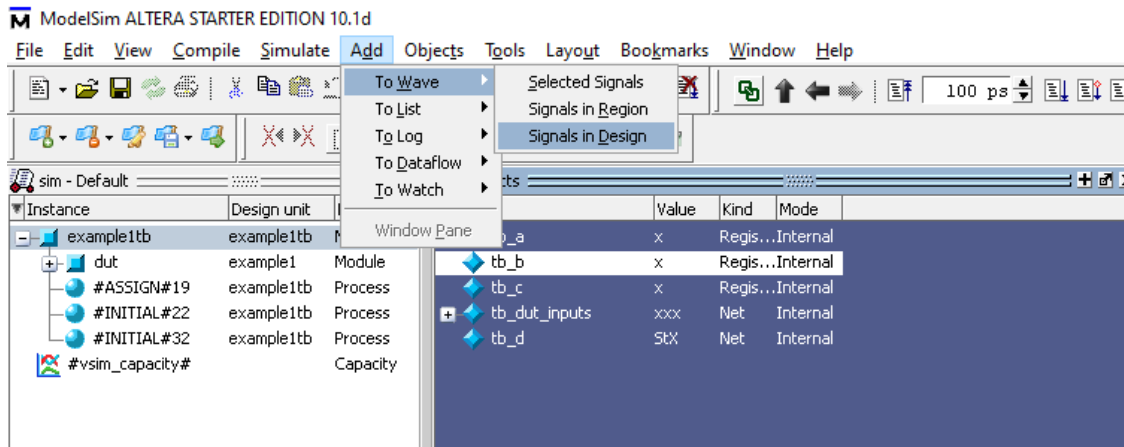 ModelSim ALTERA STARTER EDITION 10.1d
File Edit View Compile Simulate Add Objects Tools Layout Bookmarks Window Help
To Wave
Selected Signals
100 ps
To List
Signals in Region
To Log
Signals in Design
To Dataflow
To Watch
Window Pane
sim - Default
cts
Instance Design unit
Value Kind Mode
example1tb example1tb
_a x Regis... Internal
dut example1 Module
tb_b x Regis... Internal
#ASSIGN#19 example1tb Process
tb_c x Regis... Internal
#INITIAL#22 example1tb Process
tb_dut_inputs xxx Net Internal
#INITIAL#32 example1tb Process
tb_d StX Net Internal
#vsim_capacity# Capacity